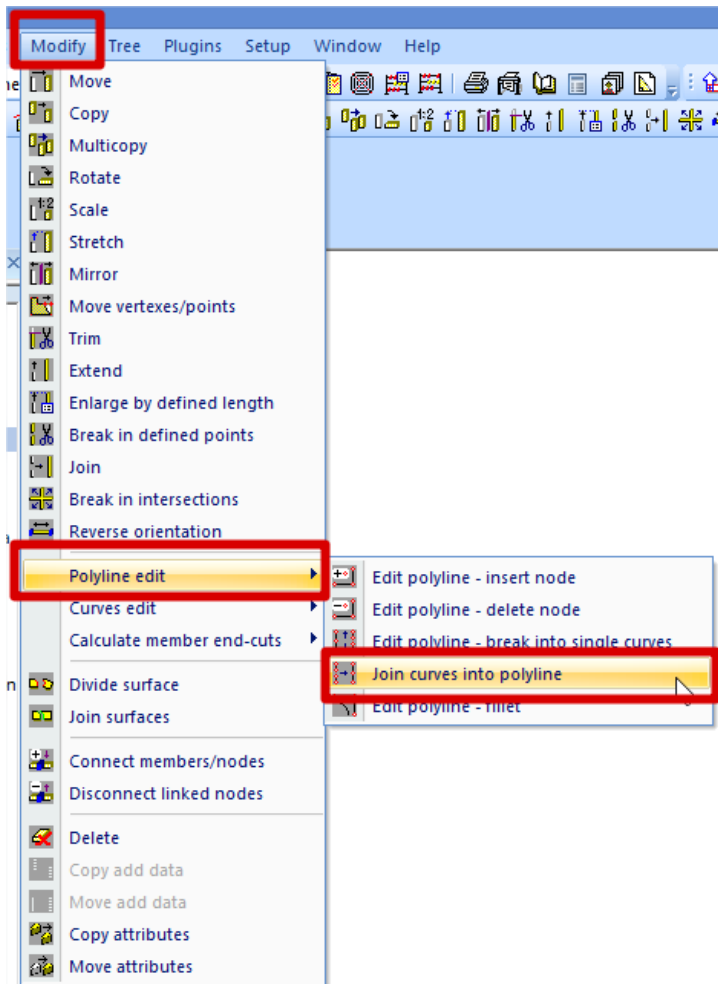 Modify Tree Plugins Setup Window Help
Move
Copy
Multicopy
Rotate
Scale
Stretch
Mirror
Move vertexes/points
Trim
Extend
Enlarge by defined length
Break in defined points
Join
Break in intersections
Reverse orientation
Polyline edit
Edit polyline - insert node
Curves edit
Edit polyline - delete node
Calculate member end-cuts
Edit polyline - break into single curves
Join curves into polyline
Divide surface
Edit polyline - fillet
Join surfaces
Connect members/nodes
Disconnect linked nodes
Delete
Copy add data
Move add data
Copy attributes
Move attributes